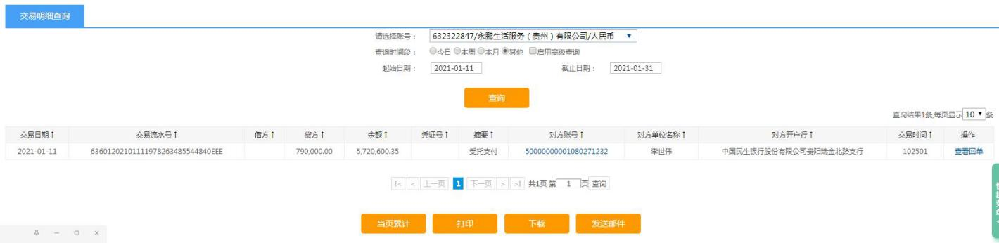 交易明细查询
请选择账号： 632322847/永鹏生活服务（贵州）有限公司/人民币 ▼
查询时间段： 今日 本周 本月 其他 启用高级查询
起始日期： 2021-01-11 截止日期： 2021-01-31
查询
查询结果1条,每页显示 10 ▼ 条
交易日期↑ 交易流水号↑ 借方↑ 贷方↑ 余额↑ 凭证号↑ 摘要↑ 对方账号↑ 对方单位名称↑ 对方开户行↑ 交易时间↑ 操作
2021-01-11 63601202101111978263485544840EEE 790,000.00 5,720,600.35 受托支付 50000000001080271232 李世伟 中国民生银行股份有限公司贵阳瑞金北路支行 102501 查看回单
I< < 上一页 1 下一页 > >I 共1页 第 1 页 查询
当页累计 打印 下载 发送邮件